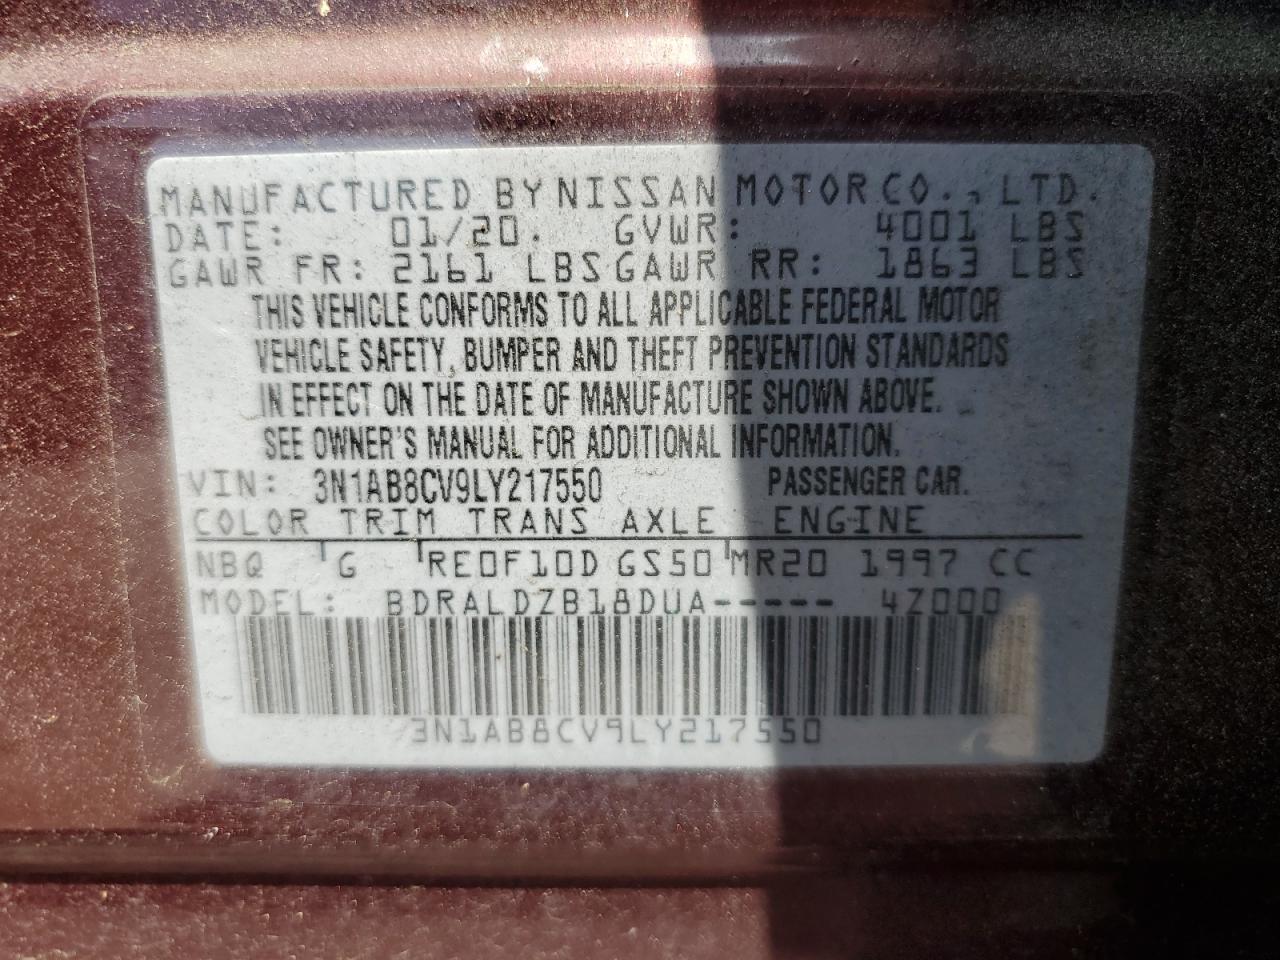 MANUFACTURED BY NISSAN MOTOR CO., LTD.
DATE: 01/20. GVWR: 4001 LBS
GAWR FR: 2161 LBS GAWR RR: 1863 LBS
THIS VEHICLE CONFORMS TO ALL APPLICABLE FEDERAL MOTOR
VEHICLE SAFETY, BUMPER AND THEFT PREVENTION STANDARDS
IN EFFECT ON THE DATE OF MANUFACTURE SHOWN ABOVE.
SEE OWNER'S MANUAL FOR ADDITIONAL INFORMATION.
VIN: 3N1AB8CV9LY217550 PASSENGER CAR.
COLOR TRIM TRANS AXLE ENGINE
NBQ G RE0F10D GS50 MR20 1997 CC
MODEL: BDRALDZB18DUA----- 4Z000
3N1AB8CV9LY217550